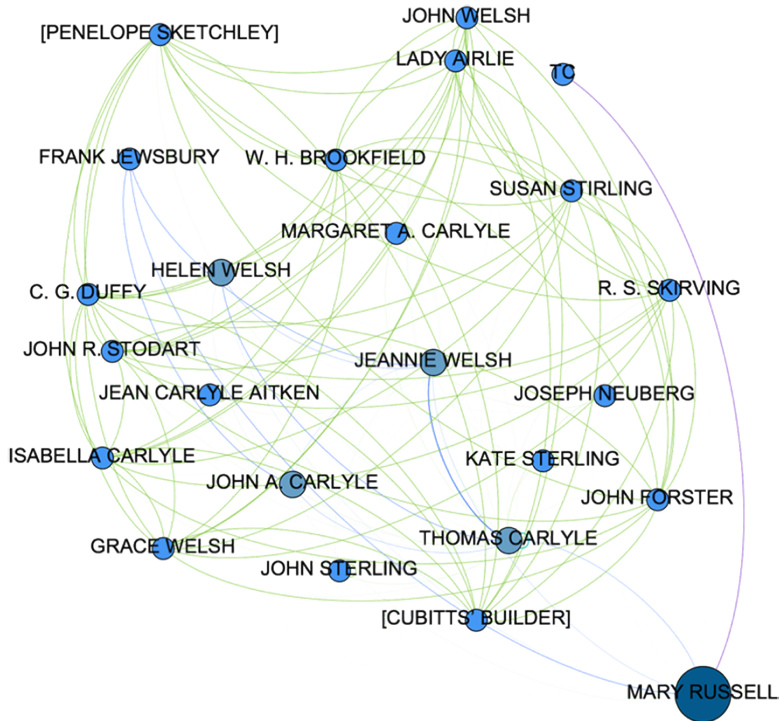 JOHN WELSH
[PENELOPE SKETCHLEY]
LADY AIRLIE
TC
FRANK JEWSBURY
W. H. BROOKFIELD
SUSAN STIRLING
MARGARET A. CARLYLE
HELEN WELSH
C. G. DUFFY
R. S. SKIRVING
JOHN R. STODART
JEANNIE WELSH
JEAN CARLYLE AITKEN
JOSEPH NEUBERG
ISABELLA CARLYLE
KATE STERLING
JOHN A. CARLYLE
JOHN FORSTER
THOMAS CARLYLE
GRACE WELSH
JOHN STERLING
[CUBITTS' BUILDER]
MARY RUSSELL